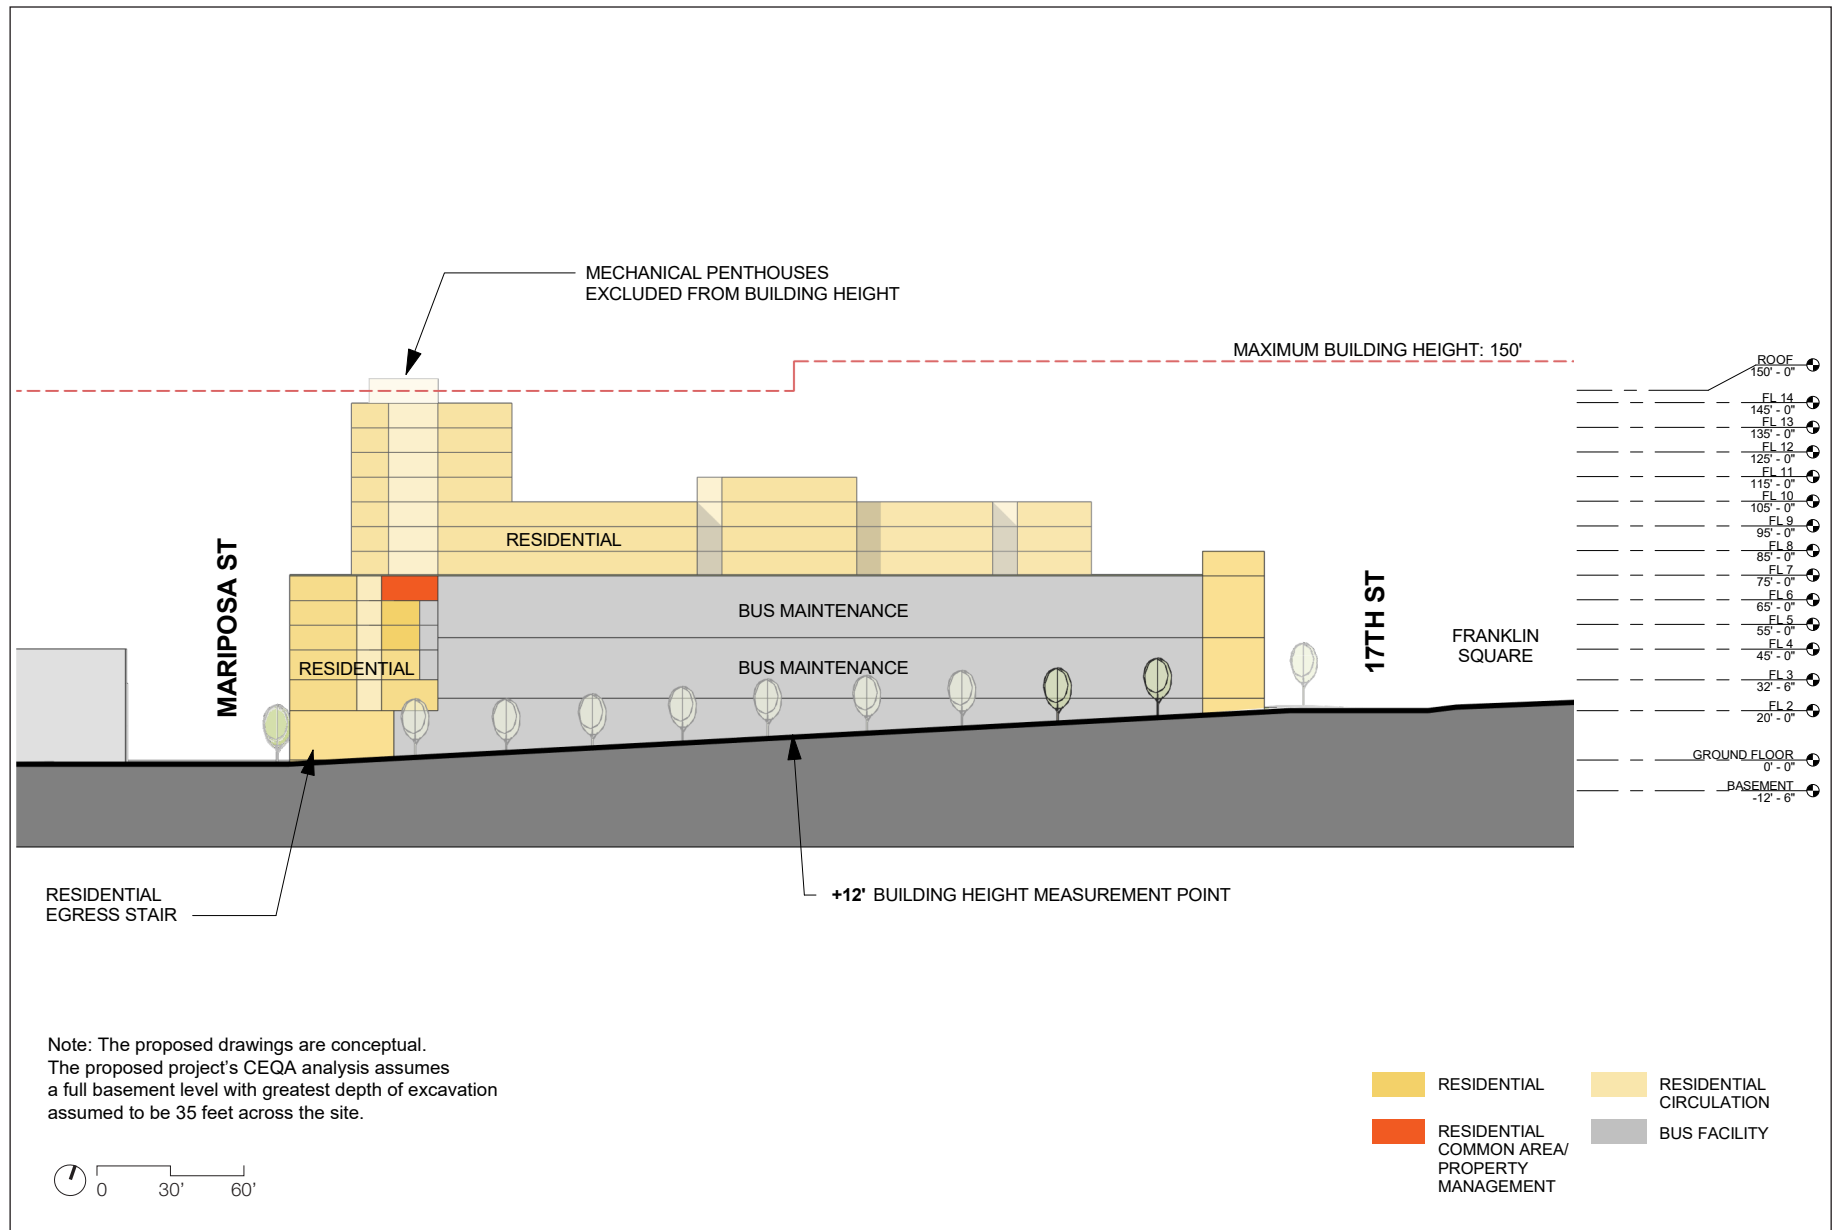 MECHANICAL PENTHOUSES
EXCLUDED FROM BUILDING HEIGHT
MAXIMUM BUILDING HEIGHT: 150'
ROOF
150' - 0"
FL 14
145' - 0"
FL 13
135' - 0"
FL 12
125' - 0"
FL 11
115' - 0"
FL 10
105' - 0"
FL 9
95' - 0"
FL 8
85' - 0"
FL 7
75' - 0"
FL 6
65' - 0"
FL 5
55' - 0"
FL 4
45' - 0"
FL 3
32' - 6"
FL 2
20' - 0"
GROUND FLOOR
0' - 0"
BASEMENT
-12' - 6"
MARIPOSA ST
RESIDENTIAL
BUS MAINTENANCE
RESIDENTIAL
BUS MAINTENANCE
17TH ST
FRANKLIN
SQUARE
RESIDENTIAL
EGRESS STAIR
+12' BUILDING HEIGHT MEASUREMENT POINT
Note: The proposed drawings are conceptual.
The proposed project's CEQA analysis assumes
a full basement level with greatest depth of excavation
assumed to be 35 feet across the site.
0 30' 60'
RESIDENTIAL
RESIDENTIAL
COMMON AREA/
PROPERTY
MANAGEMENT
RESIDENTIAL
CIRCULATION
BUS FACILITY